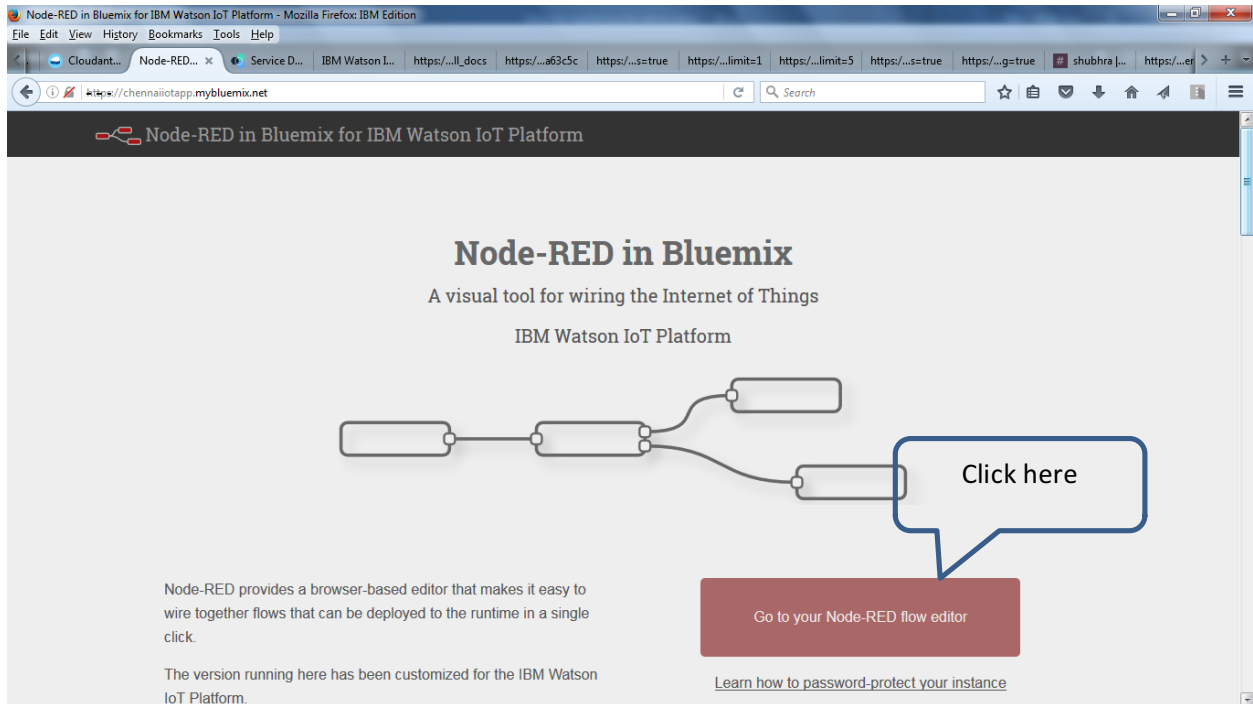 Node-RED in Bluemix for IBM Watson IoT Platform - Mozilla Firefox: IBM Edition
File Edit View History Bookmarks Tools Help
Cloudant... Node-RED... × Service D... IBM Watson I... https:/...ll_docs https:/...a63c5c https:/...s=true https:/...limit=1 https:/...limit=5 https:/...s=true https:/...g=true shubhra |... https:/...er
https://chennaiiotapp.mybluemix.net Search
Node-RED in Bluemix for IBM Watson IoT Platform
Node-RED in Bluemix
A visual tool for wiring the Internet of Things
IBM Watson IoT Platform
Click here
Node-RED provides a browser-based editor that makes it easy to
wire together flows that can be deployed to the runtime in a single
click.
The version running here has been customized for the IBM Watson
IoT Platform.
Go to your Node-RED flow editor
Learn how to password-protect your instance